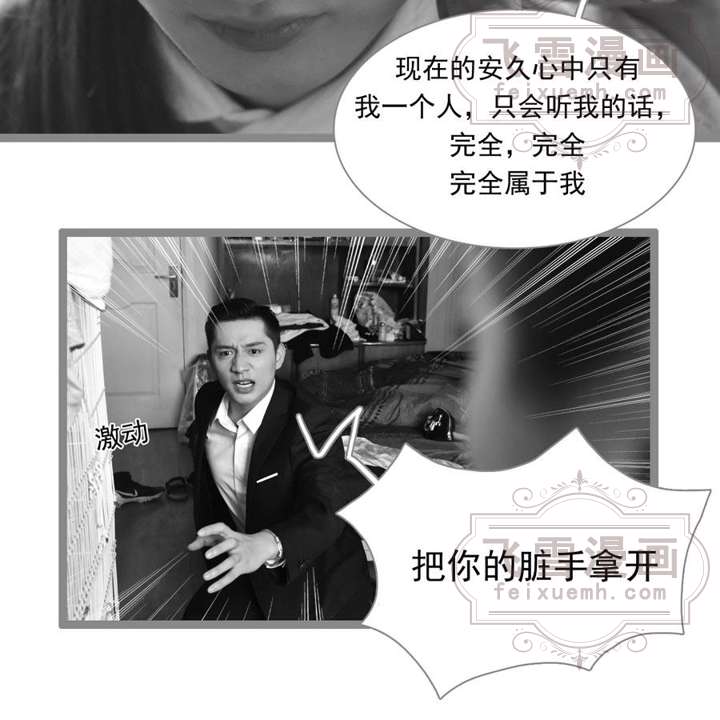 飞雪漫画
feixuemh.com
现在的安久心中只有
我一个人，只会听我的话，
完全，完全
完全属于我
激动
把你的脏手拿开
飞雪漫画
feixuemh.com